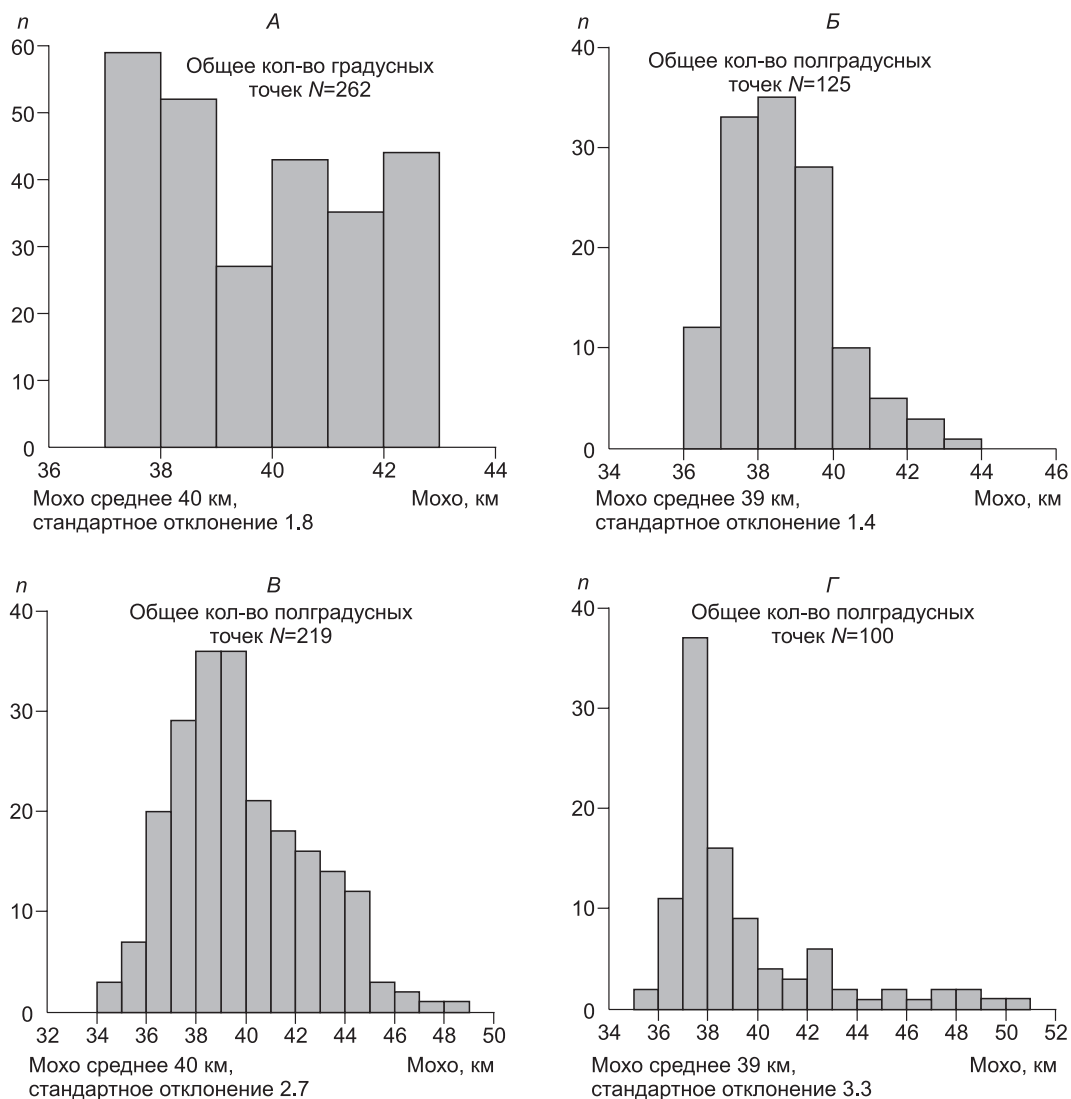 n
А
Общее кол-во градусных
точек N=262
60
50
40
30
20
10
0
36
38
40
42
44
Мохо среднее 40 км,
стандартное отклонение 1.8
Мохо, км
n
Б
Общее кол-во полградусных
точек N=125
40
30
20
10
0
34
36
38
40
42
44
46
Мохо среднее 39 км,
стандартное отклонение 1.4
Мохо, км
n
В
Общее кол-во полградусных
точек N=219
40
30
20
10
0
32
34
36
38
40
42
44
46
48
50
Мохо среднее 40 км,
стандартное отклонение 2.7
Мохо, км
n
Г
Общее кол-во полградусных
точек N=100
40
30
20
10
0
34
36
38
40
42
44
46
48
50
52
Мохо среднее 39 км,
стандартное отклонение 3.3
Мохо, км